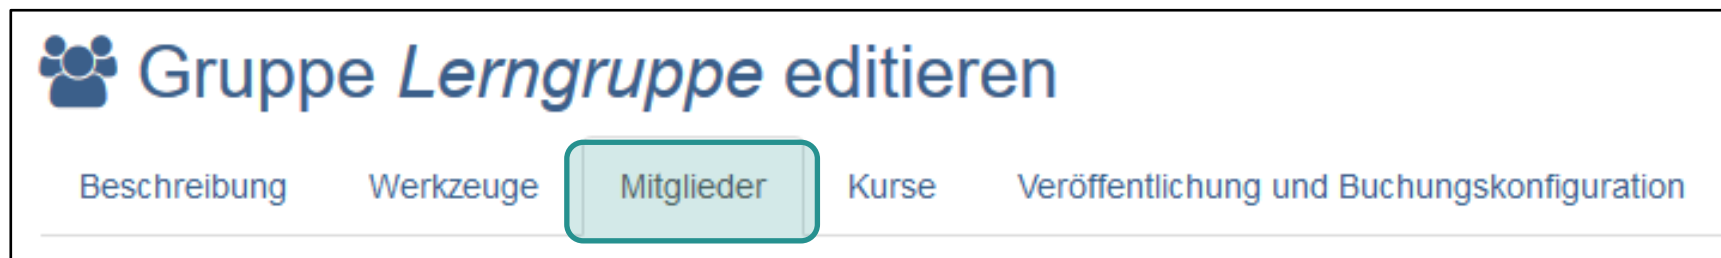 Gruppe Lerngruppe editieren
Beschreibung Werkzeuge Mitglieder Kurse Veröffentlichung und Buchungskonfiguration